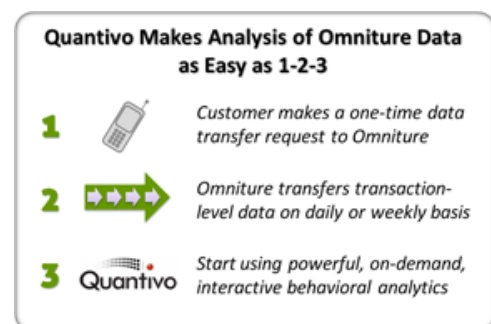 Quantivo Makes Analysis of Omniture Data
as Easy as 1-2-3
1
Customer makes a one-time data
transfer request to Omniture
2
Omniture transfers transaction-
level data on daily or weekly basis
3
Quantivo
Start using powerful, on-demand,
interactive behavioral analytics